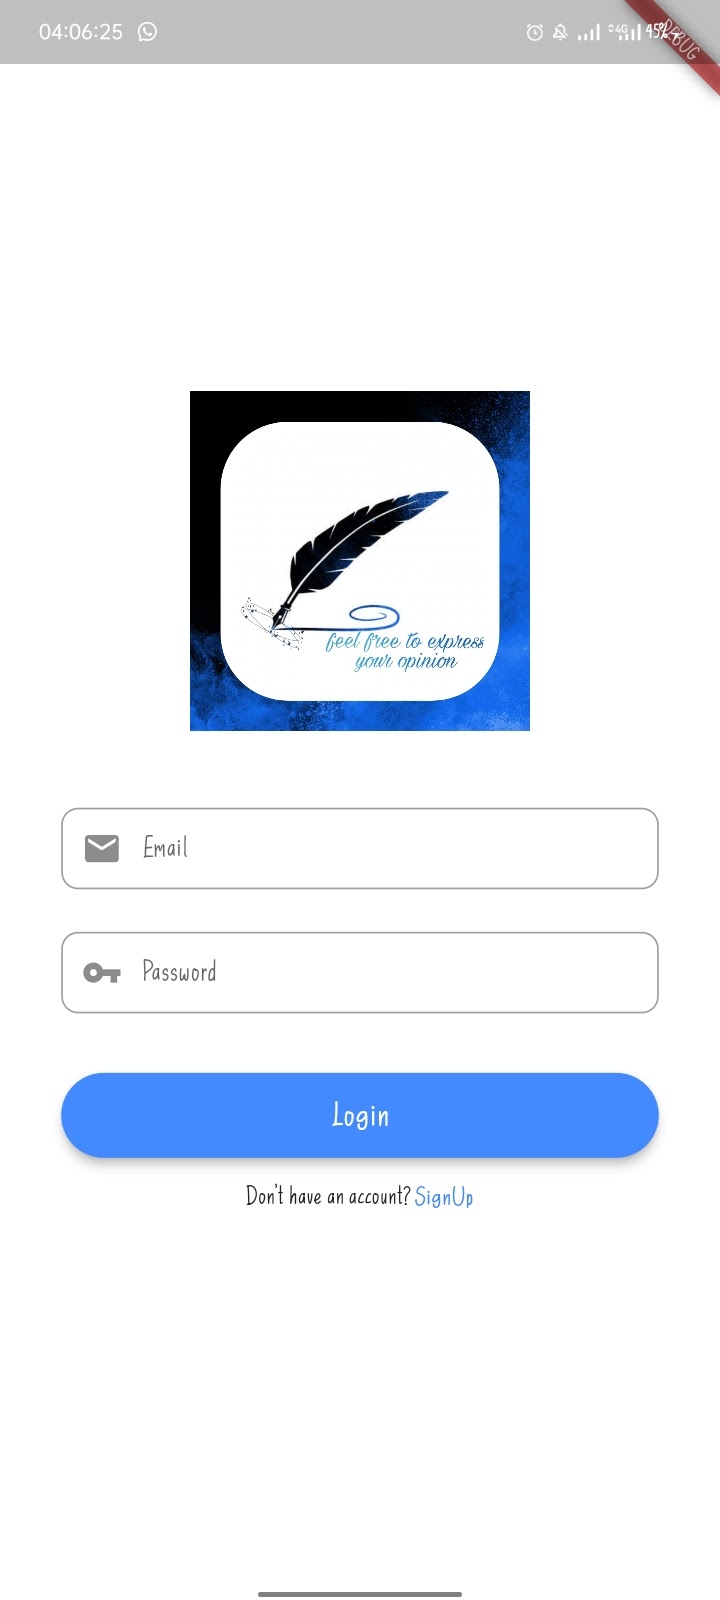 04:06:25
4G 45%
DEBUG
feel free to express
your opinion
Email
Password
Login
Don't have an account? SignUp